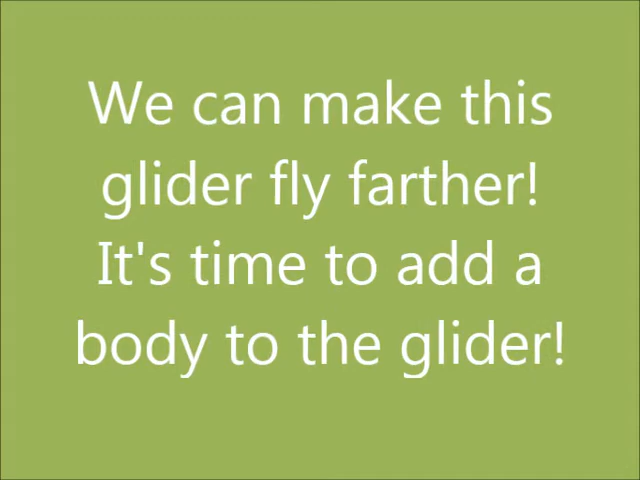 We can make this
glider fly farther!
It's time to add a
body to the glider!